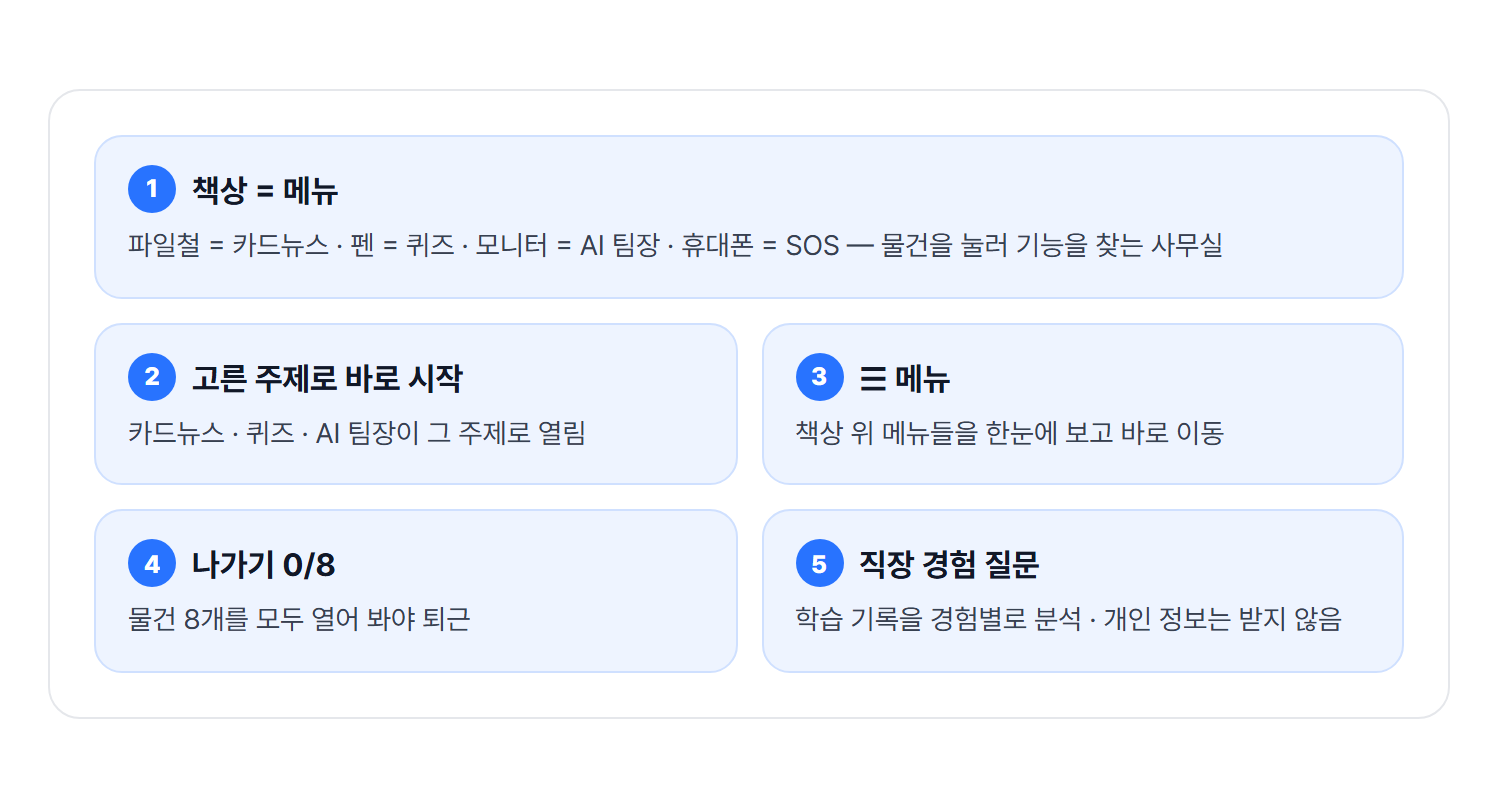 1 책상 = 메뉴
파일철 = 카드뉴스 · 펜 = 퀴즈 · 모니터 = AI 팀장 · 휴대폰 = SOS — 물건을 눌러 기능을 찾는 사무실
2 고른 주제로 바로 시작
카드뉴스 · 퀴즈 · AI 팀장이 그 주제로 열림
3 ☰ 메뉴
책상 위 메뉴들을 한눈에 보고 바로 이동
4 나가기 0/8
물건 8개를 모두 열어 봐야 퇴근
5 직장 경험 질문
학습 기록을 경험별로 분석 · 개인 정보는 받지 않음